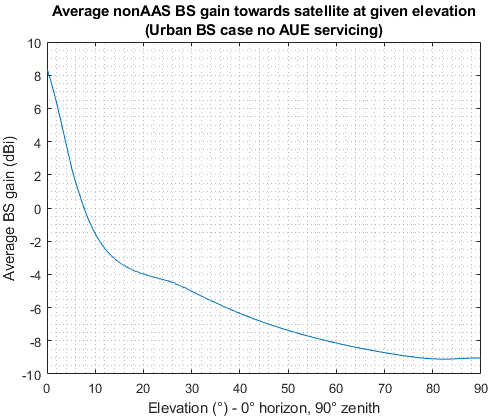 Average nonAAS BS gain towards satellite at given elevation
(Urban BS case no AUE servicing)
10
8
6
4
2
0
-2
-4
-6
-8
-10
Average BS gain (dBi)
0 10 20 30 40 50 60 70 80 90
Elevation (°) - 0° horizon, 90° zenith